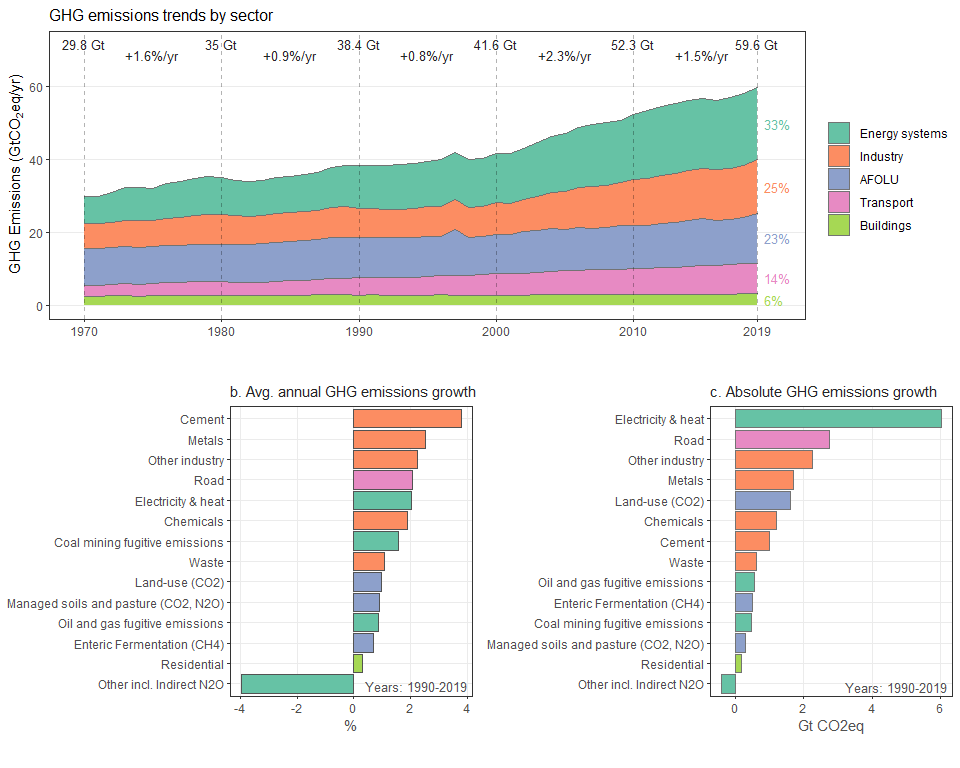 GHG emissions trends by sector
29.8 Gt 35 Gt 38.4 Gt 41.6 Gt 52.3 Gt 59.6 Gt
+1.6%/yr +0.9%/yr +0.8%/yr +2.3%/yr +1.5%/yr
GHG Emissions (GtCO2eq/yr)
60
40
20
0
33%
25%
23%
14%
6%
1970 1980 1990 2000 2010 2019
Energy systems
Industry
AFOLU
Transport
Buildings
b. Avg. annual GHG emissions growth
Cement
Metals
Other industry
Road
Electricity & heat
Chemicals
Coal mining fugitive emissions
Waste
Land-use (CO2)
Managed soils and pasture (CO2, N2O)
Oil and gas fugitive emissions
Enteric Fermentation (CH4)
Residential
Other incl. Indirect N2O
Years: 1990-2019
-4 -2 0 2 4
%
c. Absolute GHG emissions growth
Electricity & heat
Road
Other industry
Metals
Land-use (CO2)
Chemicals
Cement
Waste
Oil and gas fugitive emissions
Enteric Fermentation (CH4)
Coal mining fugitive emissions
Managed soils and pasture (CO2, N2O)
Residential
Other incl. Indirect N2O
Years: 1990-2019
0 2 4 6
Gt CO2eq